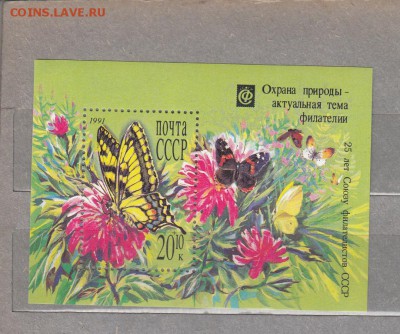 COINS.LAVE.RU
Охрана природы -
актуальная тема
филателии
1991
ПОЧТА
СССР
25 лет Союзу филателистов СССР
20+10
к